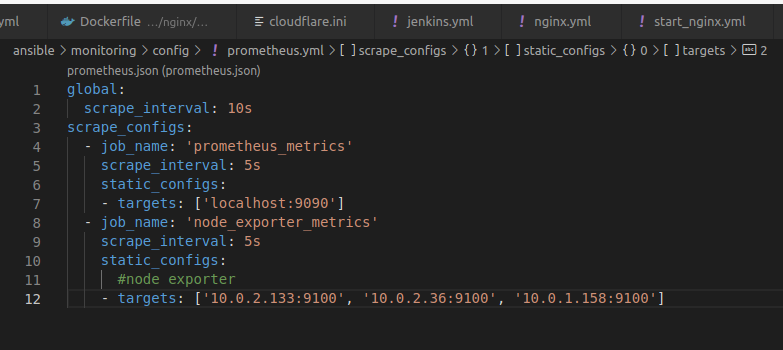 yml Dockerfile .../nginx/... cloudflare.ini ! jenkins.yml ! nginx.yml ! start_nginx.yml
ansible > monitoring > config > ! prometheus.yml > [ ] scrape_configs > { } 1 > [ ] static_configs > { } 0 > [ ] targets > abc 2
prometheus.json (prometheus.json)
1 global:
2   scrape_interval: 10s
3 scrape_configs:
4   - job_name: 'prometheus_metrics'
5     scrape_interval: 5s
6     static_configs:
7     - targets: ['localhost:9090']
8   - job_name: 'node_exporter_metrics'
9     scrape_interval: 5s
10     static_configs:
11       #node exporter
12     - targets: ['10.0.2.133:9100', '10.0.2.36:9100', '10.0.1.158:9100']